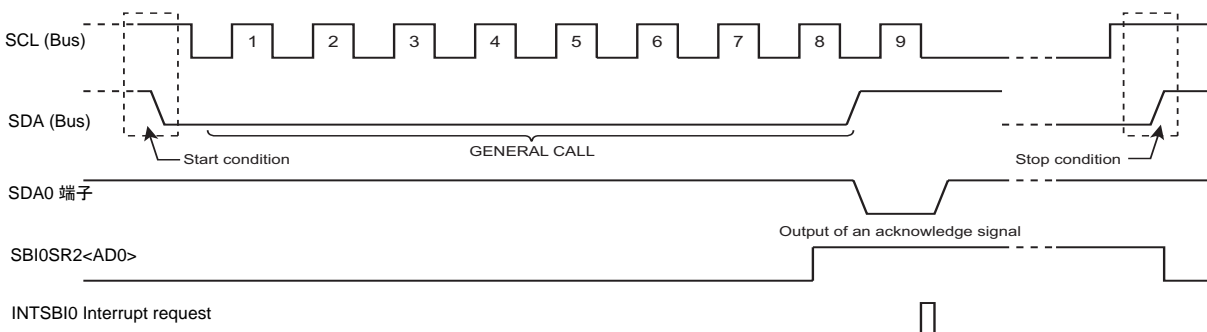 SCL (Bus)
1 2 3 4 5 6 7 8 9
SDA (Bus)
Start condition
GENERAL CALL
Stop condition
SDA0 端子
Output of an acknowledge signal
SBI0SR2<AD0>
INTSBI0 Interrupt request